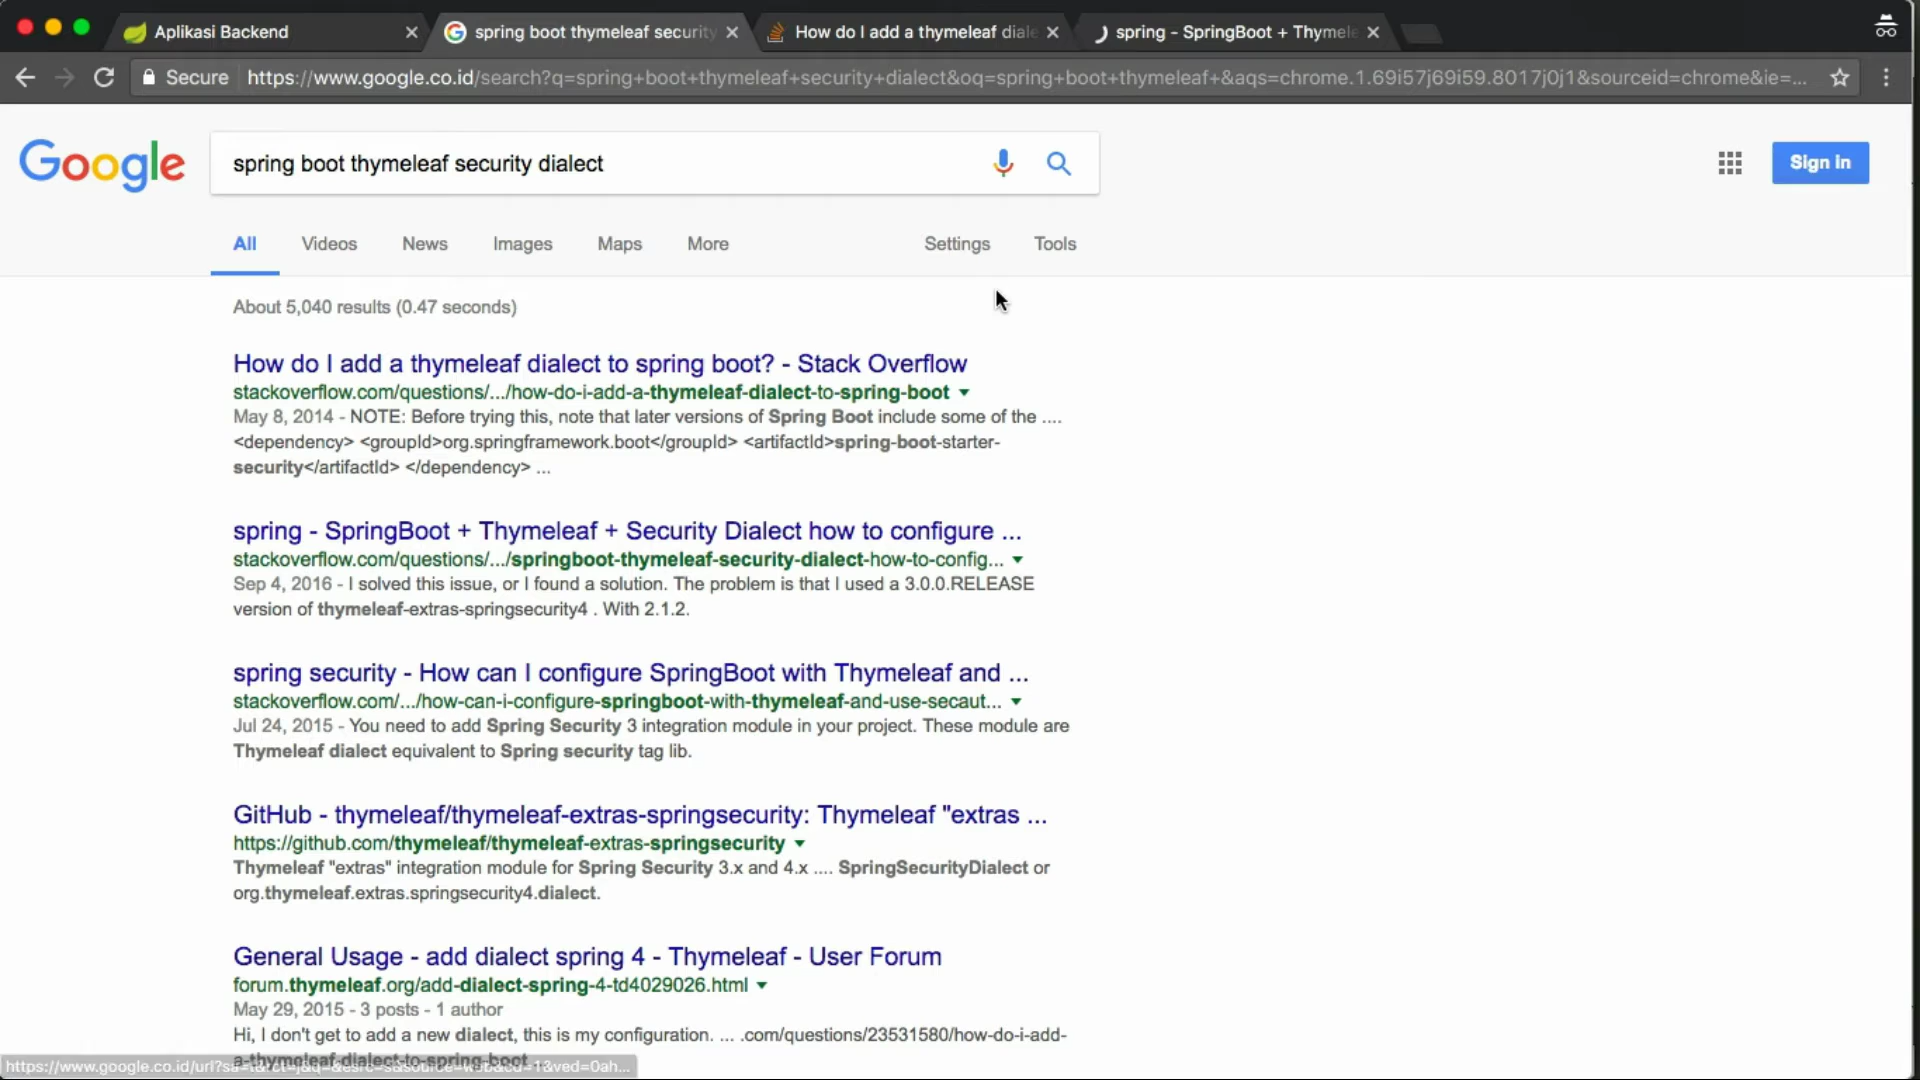 Aplikasi Backend
spring boot thymeleaf security
How do I add a thymeleaf diale
spring - SpringBoot + Thymele
Secure https://www.google.co.id/search?q=spring+boot+thymeleaf+security+dialect&oq=spring+boot+thymeleaf+&aqs=chrome.1.69i57j69i59.8017j0j1&sourceid=chrome&ie=...
Google
spring boot thymeleaf security dialect
Sign in
All Videos News Images Maps More Settings Tools
About 5,040 results (0.47 seconds)
How do I add a thymeleaf dialect to spring boot? - Stack Overflow
stackoverflow.com/questions/.../how-do-i-add-a-thymeleaf-dialect-to-spring-boot
May 8, 2014 - NOTE: Before trying this, note that later versions of Spring Boot include some of the ....
<dependency> <groupId>org.springframework.boot</groupId> <artifactId>spring-boot-starter-
security</artifactId> </dependency> ...
spring - SpringBoot + Thymeleaf + Security Dialect how to configure ...
stackoverflow.com/questions/.../springboot-thymeleaf-security-dialect-how-to-config...
Sep 4, 2016 - I solved this issue, or I found a solution. The problem is that I used a 3.0.0.RELEASE
version of thymeleaf-extras-springsecurity4 . With 2.1.2.
spring security - How can I configure SpringBoot with Thymeleaf and ...
stackoverflow.com/.../how-can-i-configure-springboot-with-thymeleaf-and-use-secaut...
Jul 24, 2015 - You need to add Spring Security 3 integration module in your project. These module are
Thymeleaf dialect equivalent to Spring security tag lib.
GitHub - thymeleaf/thymeleaf-extras-springsecurity: Thymeleaf "extras ...
https://github.com/thymeleaf/thymeleaf-extras-springsecurity
Thymeleaf "extras" integration module for Spring Security 3.x and 4.x .... SpringSecurityDialect or
org.thymeleaf.extras.springsecurity4.dialect.
General Usage - add dialect spring 4 - Thymeleaf - User Forum
forum.thymeleaf.org/add-dialect-spring-4-td4029026.html
May 29, 2015 - 3 posts - 1 author
Hi, I don't get to add a new dialect, this is my configuration. ... .com/questions/23531580/how-do-i-add-
a-thymeleaf-dialect-to-spring-boot